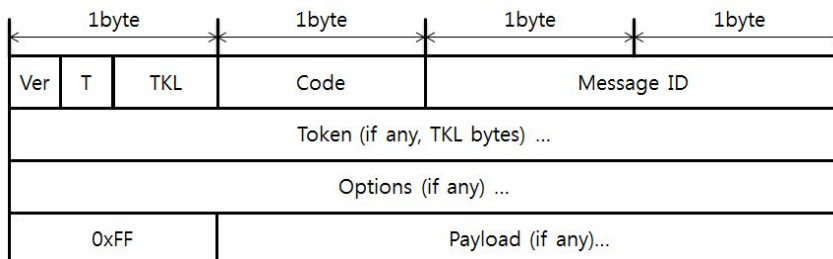 1byte 1byte 1byte 1byte
Ver T TKL Code Message ID
Token (if any, TKL bytes) ...
Options (if any) ...
0xFF Payload (if any)...